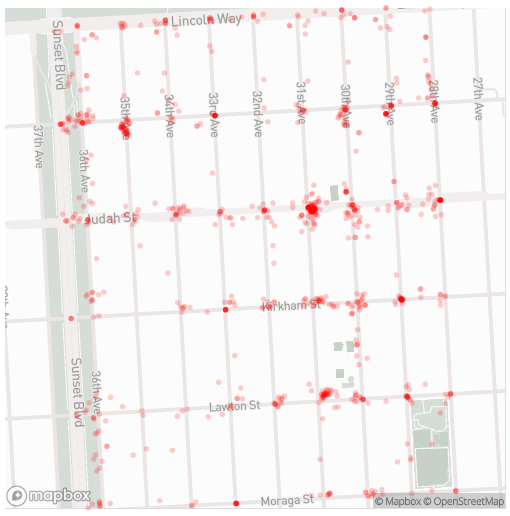 Lincoln Way
Sunset Blvd
37th Ave
36th Ave
35th Ave
34th Ave
33rd Ave
32nd Ave
31st Ave
30th Ave
29th Ave
28th Ave
27th Ave
Judah St
Kirkham St
Sunset Blvd
36th Ave
Lawton St
Moraga St
mapbox
© Mapbox © OpenStreetMap